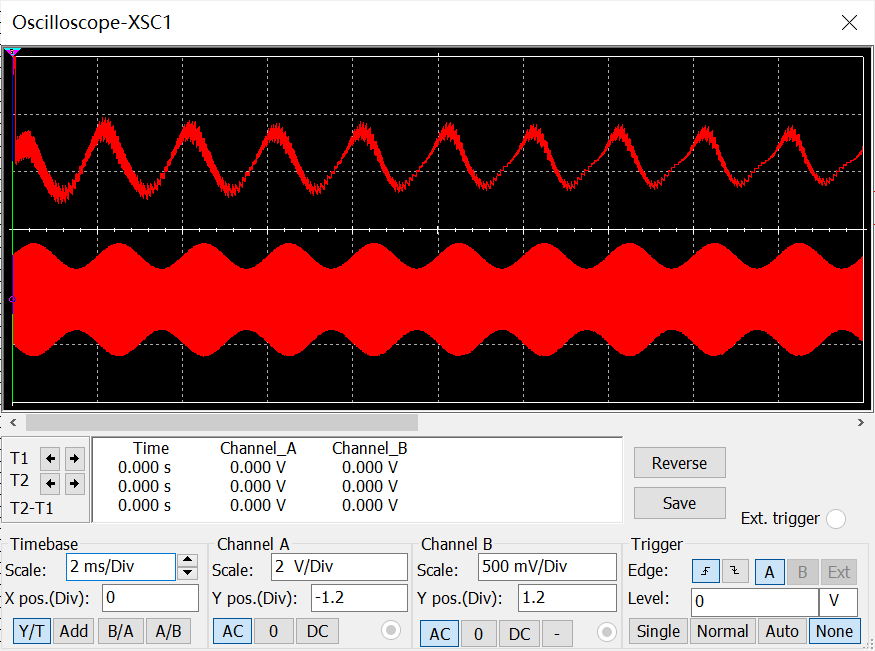 Oscilloscope-XSC1
T1
T2
T2-T1
Time Channel_A Channel_B
0.000 s 0.000 V 0.000 V
0.000 s 0.000 V 0.000 V
0.000 s 0.000 V 0.000 V
Reverse
Save
Ext. trigger
Timebase
Scale: 2 ms/Div
X pos.(Div): 0
Y/T Add B/A A/B
Channel A
Scale: 2 V/Div
Y pos.(Div): -1.2
AC 0 DC
Channel B
Scale: 500 mV/Div
Y pos.(Div): 1.2
AC 0 DC -
Trigger
Edge: A B Ext
Level: 0 V
Single Normal Auto None